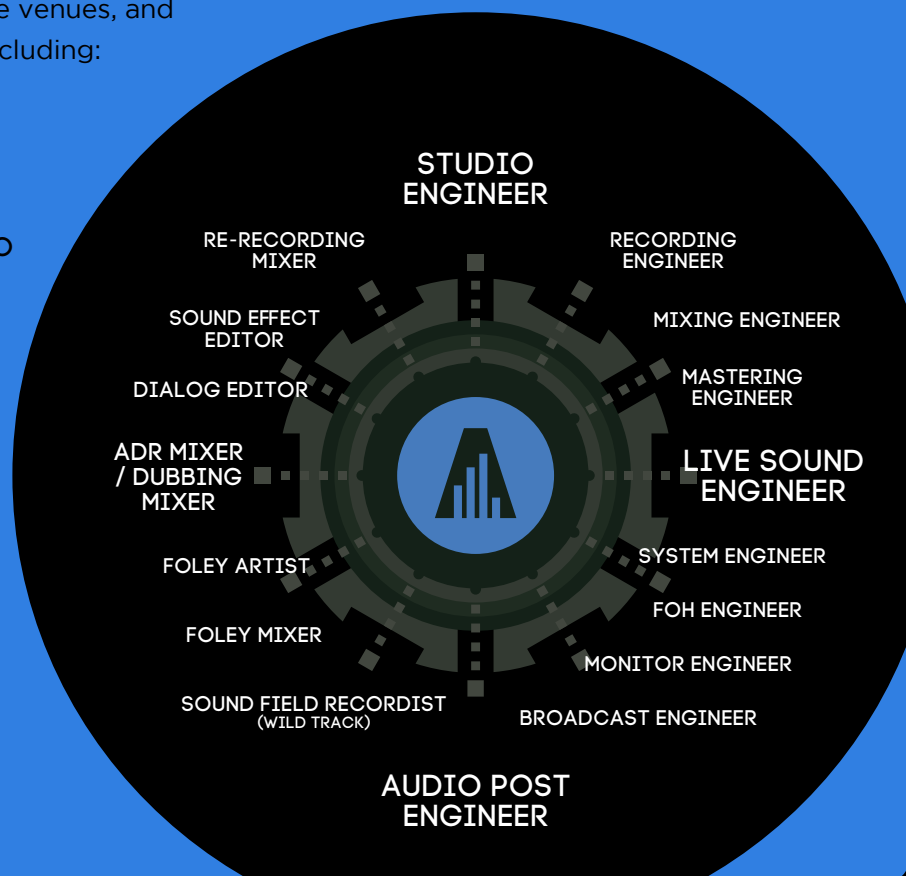 e venues, and
cluding:
STUDIO
ENGINEER
RE-RECORDING
MIXER
RECORDING
ENGINEER
SOUND EFFECT
EDITOR
MIXING ENGINEER
DIALOG EDITOR
MASTERING
ENGINEER
ADR MIXER
/ DUBBING
MIXER
LIVE SOUND
ENGINEER
FOLEY ARTIST
SYSTEM ENGINEER
FOH ENGINEER
FOLEY MIXER
MONITOR ENGINEER
SOUND FIELD RECORDIST
(WILD TRACK)
BROADCAST ENGINEER
AUDIO POST
ENGINEER